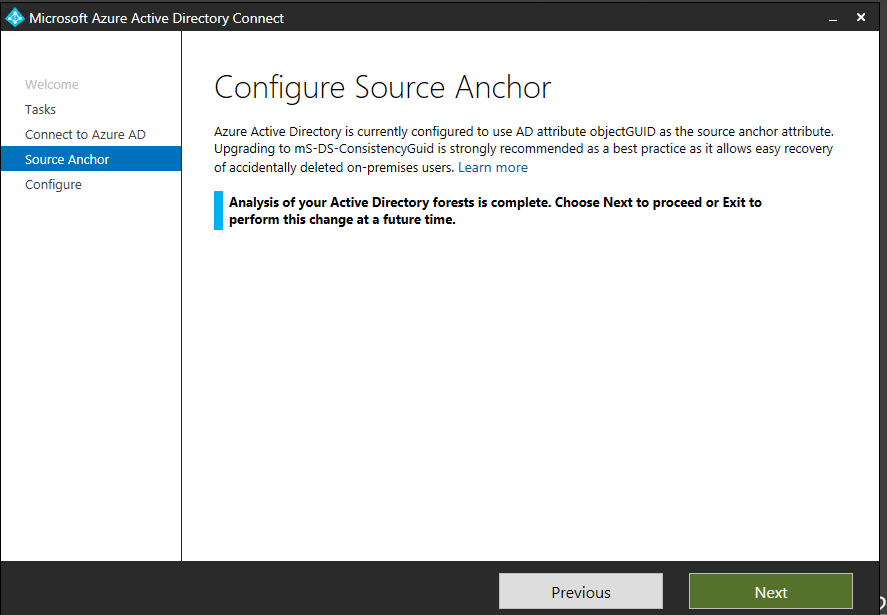 Microsoft Azure Active Directory Connect
Welcome
Tasks
Connect to Azure AD
Source Anchor
Configure
Configure Source Anchor
Azure Active Directory is currently configured to use AD attribute objectGUID as the source anchor attribute.
Upgrading to mS-DS-ConsistencyGuid is strongly recommended as a best practice as it allows easy recovery
of accidentally deleted on-premises users. Learn more
Analysis of your Active Directory forests is complete. Choose Next to proceed or Exit to
perform this change at a future time.
Previous
Next